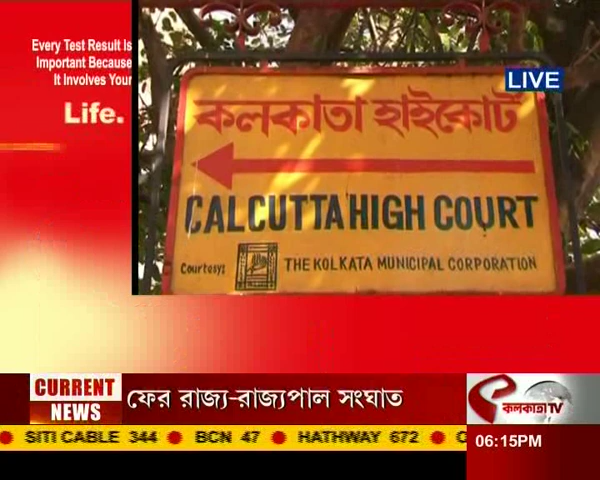 Every Test Result Is
Important Because
It Involves Your
Life.
LIVE
কলকাতা হাইকোর্ট
CALCUTTA HIGH COURT
Courtesy:
THE KOLKATA MUNICIPAL CORPORATION
CURRENT
NEWS
ফের রাজ্য-রাজ্যপাল সংঘাত
কলকাতা TV
SITI CABLE 344 BCN 47 HATHWAY 672
06:15PM